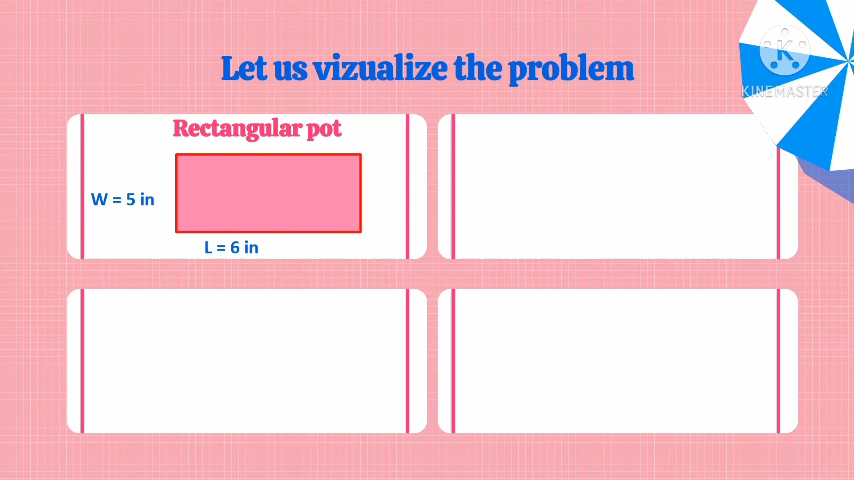 Let us vizualize the problem
K
KINEMASTER
Rectangular pot
W = 5 in
L = 6 in